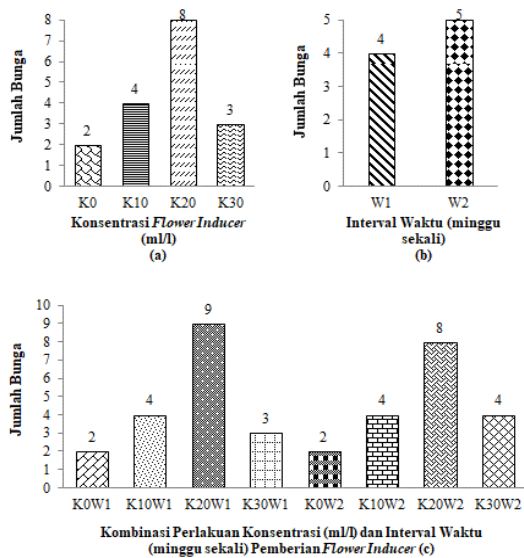 8
8
7
6
5
4
3
2
1
0
2
4
3
Jumlah Bunga
K0 K10 K20 K30
Konsentrasi Flower Inducer
(ml/l)
(a)
5
5
4
3
2
1
0
4
Jumlah Bunga
W1 W2
Interval Waktu (minggu
sekali)
(b)
10
9
8
7
6
5
4
3
2
1
0
2 4 9 3 2 4 8 4
Jumlah Bunga
K0W1 K10W1 K20W1 K30W1 K0W2 K10W2 K20W2 K30W2
Kombinasi Perlakuan Konsentrasi (ml/l) dan Interval Waktu
(minggu sekali) Pemberian Flower Inducer (c)